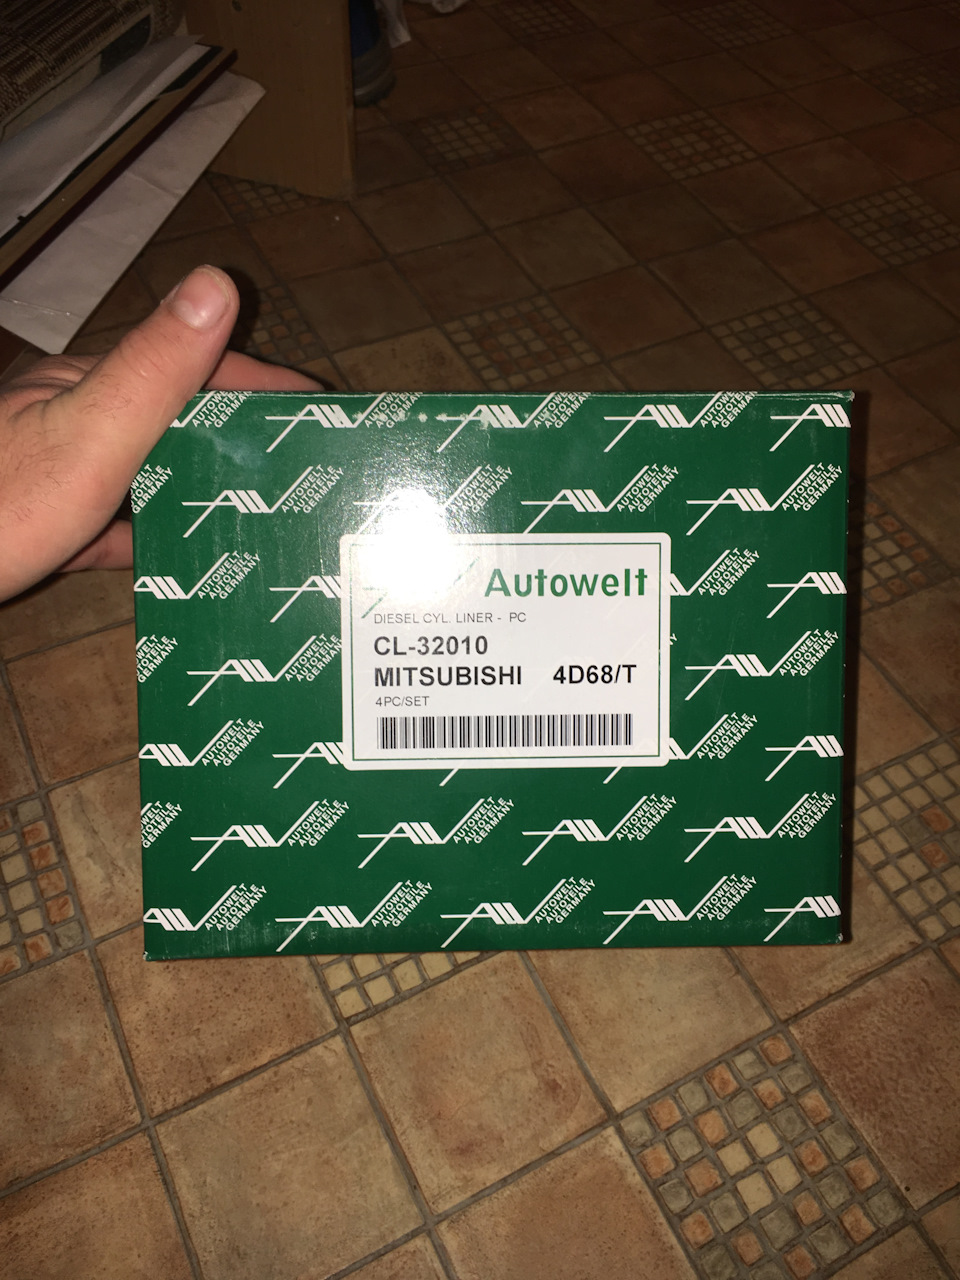 Autowelt
DIESEL CYL. LINER - PC
CL-32010
MITSUBISHI 4D68/T
4PC/SET
AUTOWELT
AUTOTEILE
GERMANY